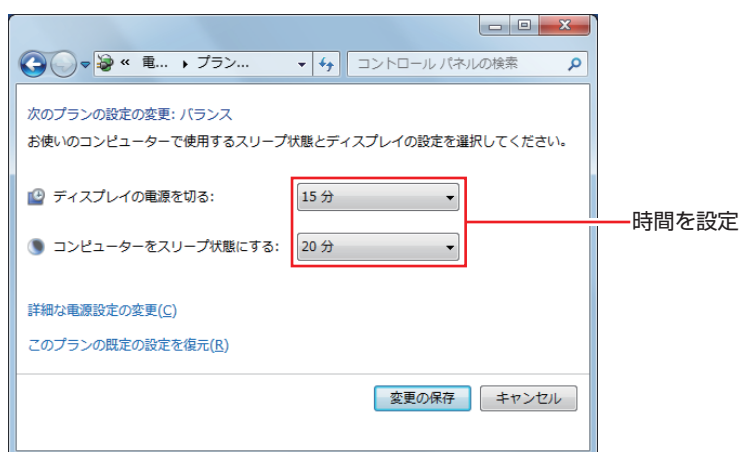 « 電... ▸ プラン...
コントロール パネルの検索
次のプランの設定の変更: バランス
お使いのコンピューターで使用するスリープ状態とディスプレイの設定を選択してください。
ディスプレイの電源を切る: 15 分
時間を設定
コンピューターをスリープ状態にする: 20 分
詳細な電源設定の変更(C)
このプランの既定の設定を復元(R)
変更の保存 キャンセル